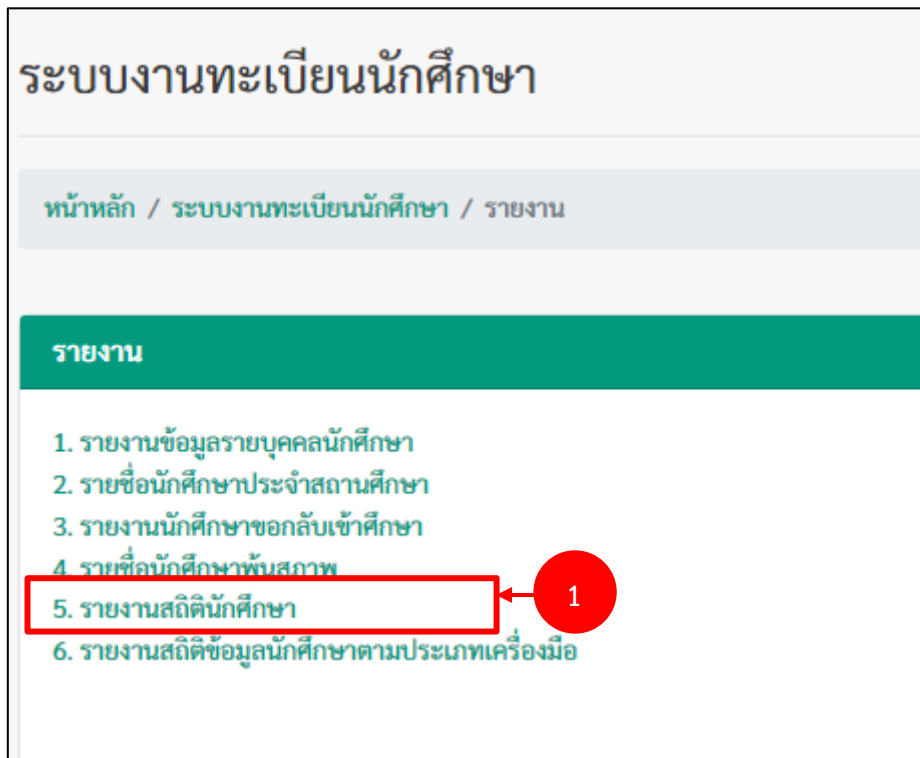 ระบบงานทะเบียนนักศึกษา
หน้าหลัก / ระบบงานทะเบียนนักศึกษา / รายงาน
รายงาน
1. รายงานข้อมูลรายบุคคลนักศึกษา
2. รายชื่อนักศึกษาประจำสถานศึกษา
3. รายงานนักศึกษาขอกลับเข้าศึกษา
4. รายชื่อนักศึกษาพ้นสภาพ
5. รายงานสถิตินักศึกษา
1
6. รายงานสถิติข้อมูลนักศึกษาตามประเภทเครื่องมือ